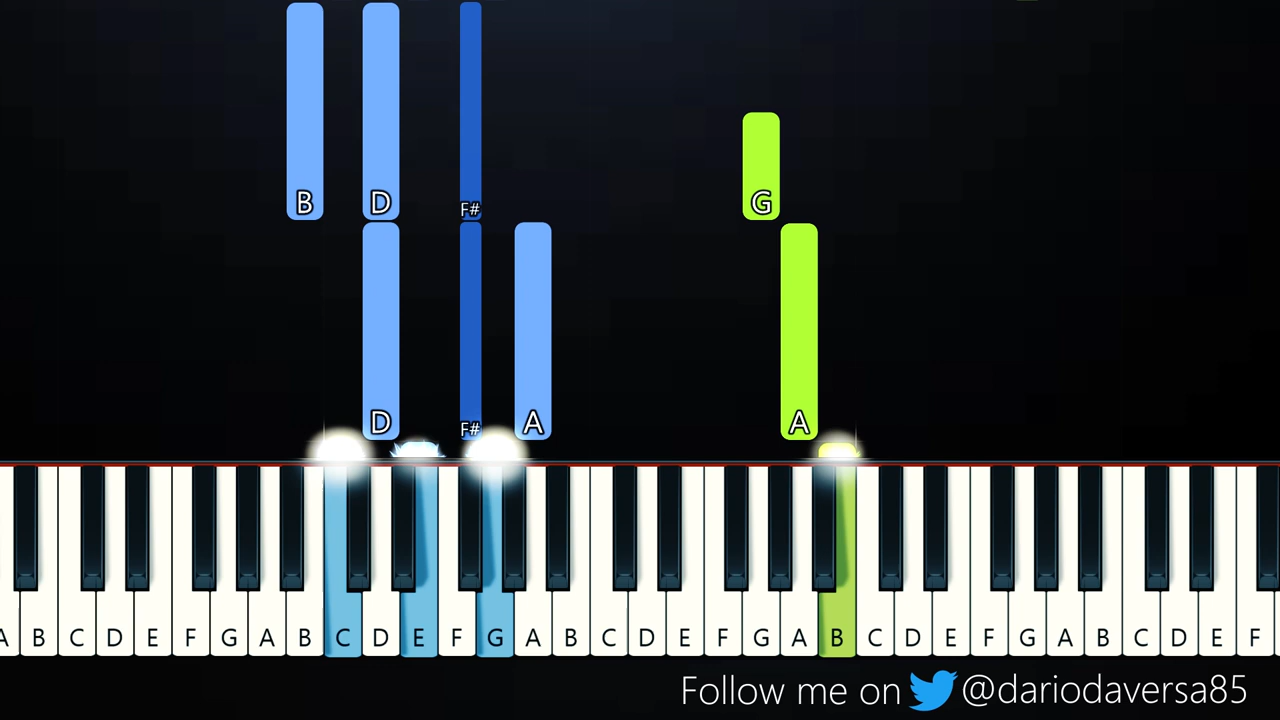 B D F# G
D F# A A
A B C D E F G A B C D E F G A B C D E F G A B C D E F G A B C D E F
Follow me on @dariodaversa85